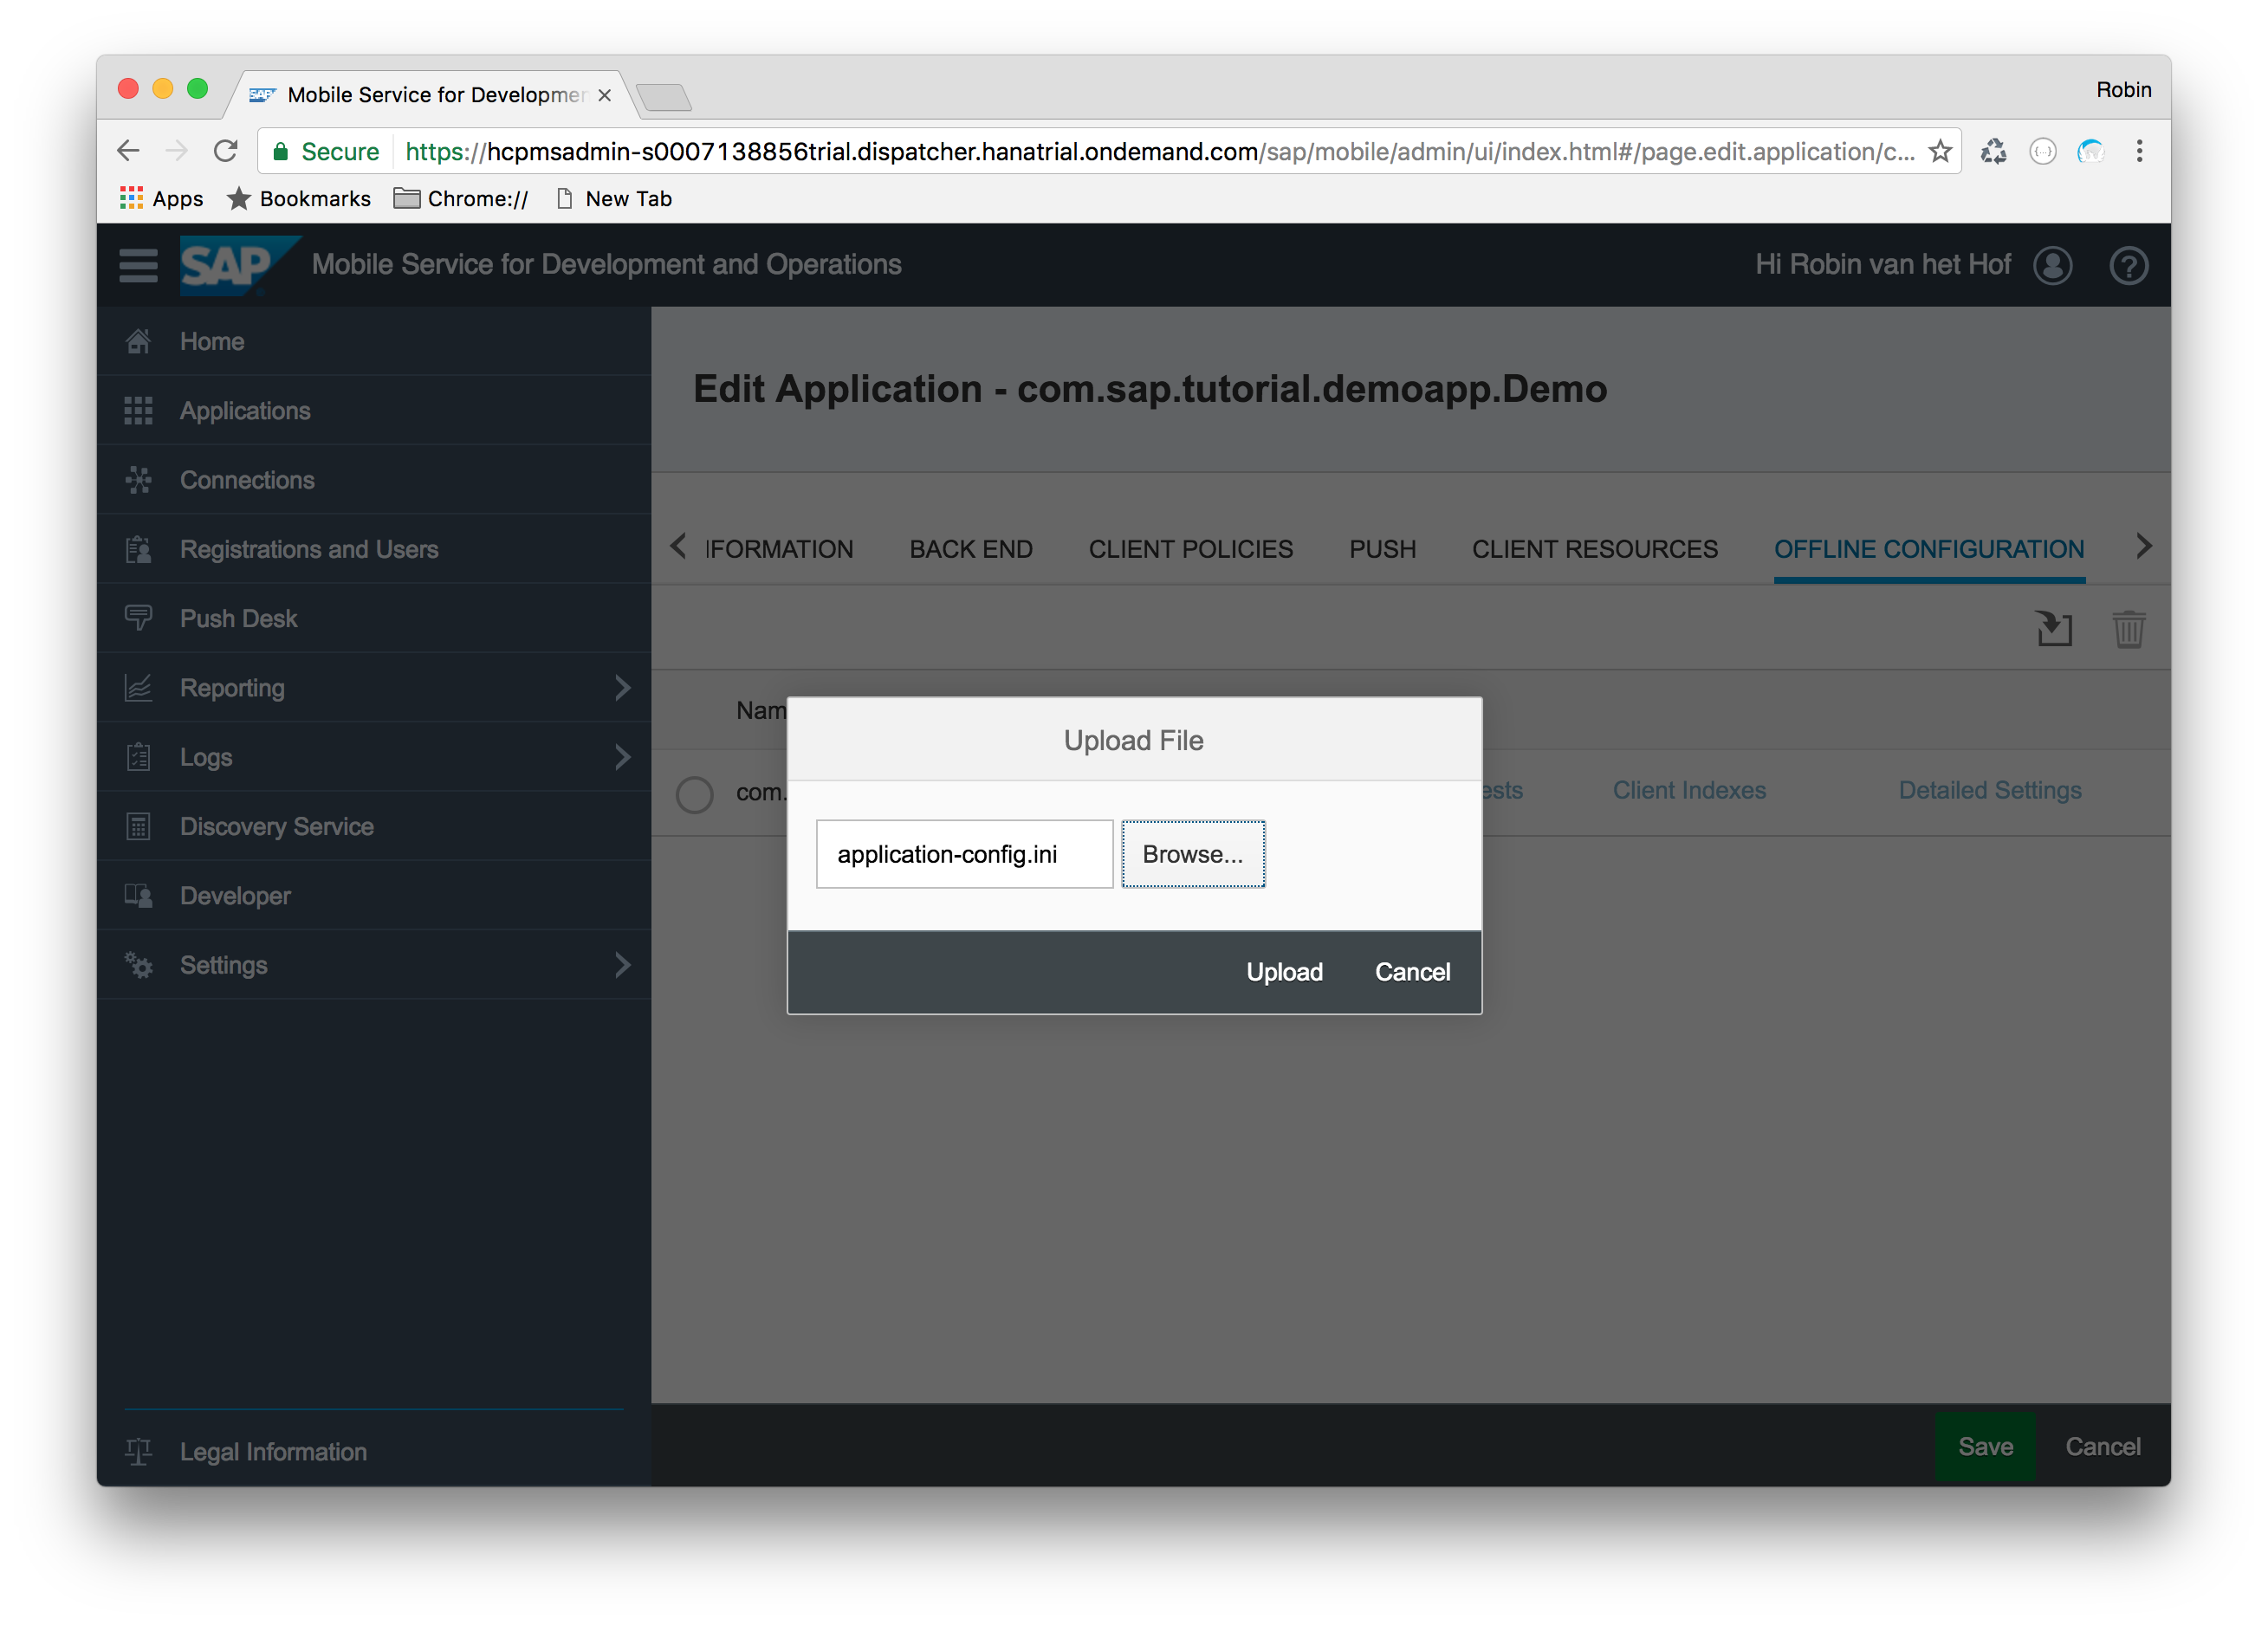 Mobile Service for Developmen
Robin
Secure https://hcpmsadmin-s0007138856trial.dispatcher.hanatrial.ondemand.com/sap/mobile/admin/ui/index.html#/page.edit.application/c...
Apps Bookmarks Chrome:// New Tab
SAP Mobile Service for Development and Operations Hi Robin van het Hof
Home
Applications
Connections
Registrations and Users
Push Desk
Reporting
Logs
Discovery Service
Developer
Settings
Legal Information
Edit Application - com.sap.tutorial.demoapp.Demo
IFORMATION BACK END CLIENT POLICIES PUSH CLIENT RESOURCES OFFLINE CONFIGURATION
Nam
com. ests Client Indexes Detailed Settings
Upload File
application-config.ini Browse...
Upload Cancel
Save Cancel